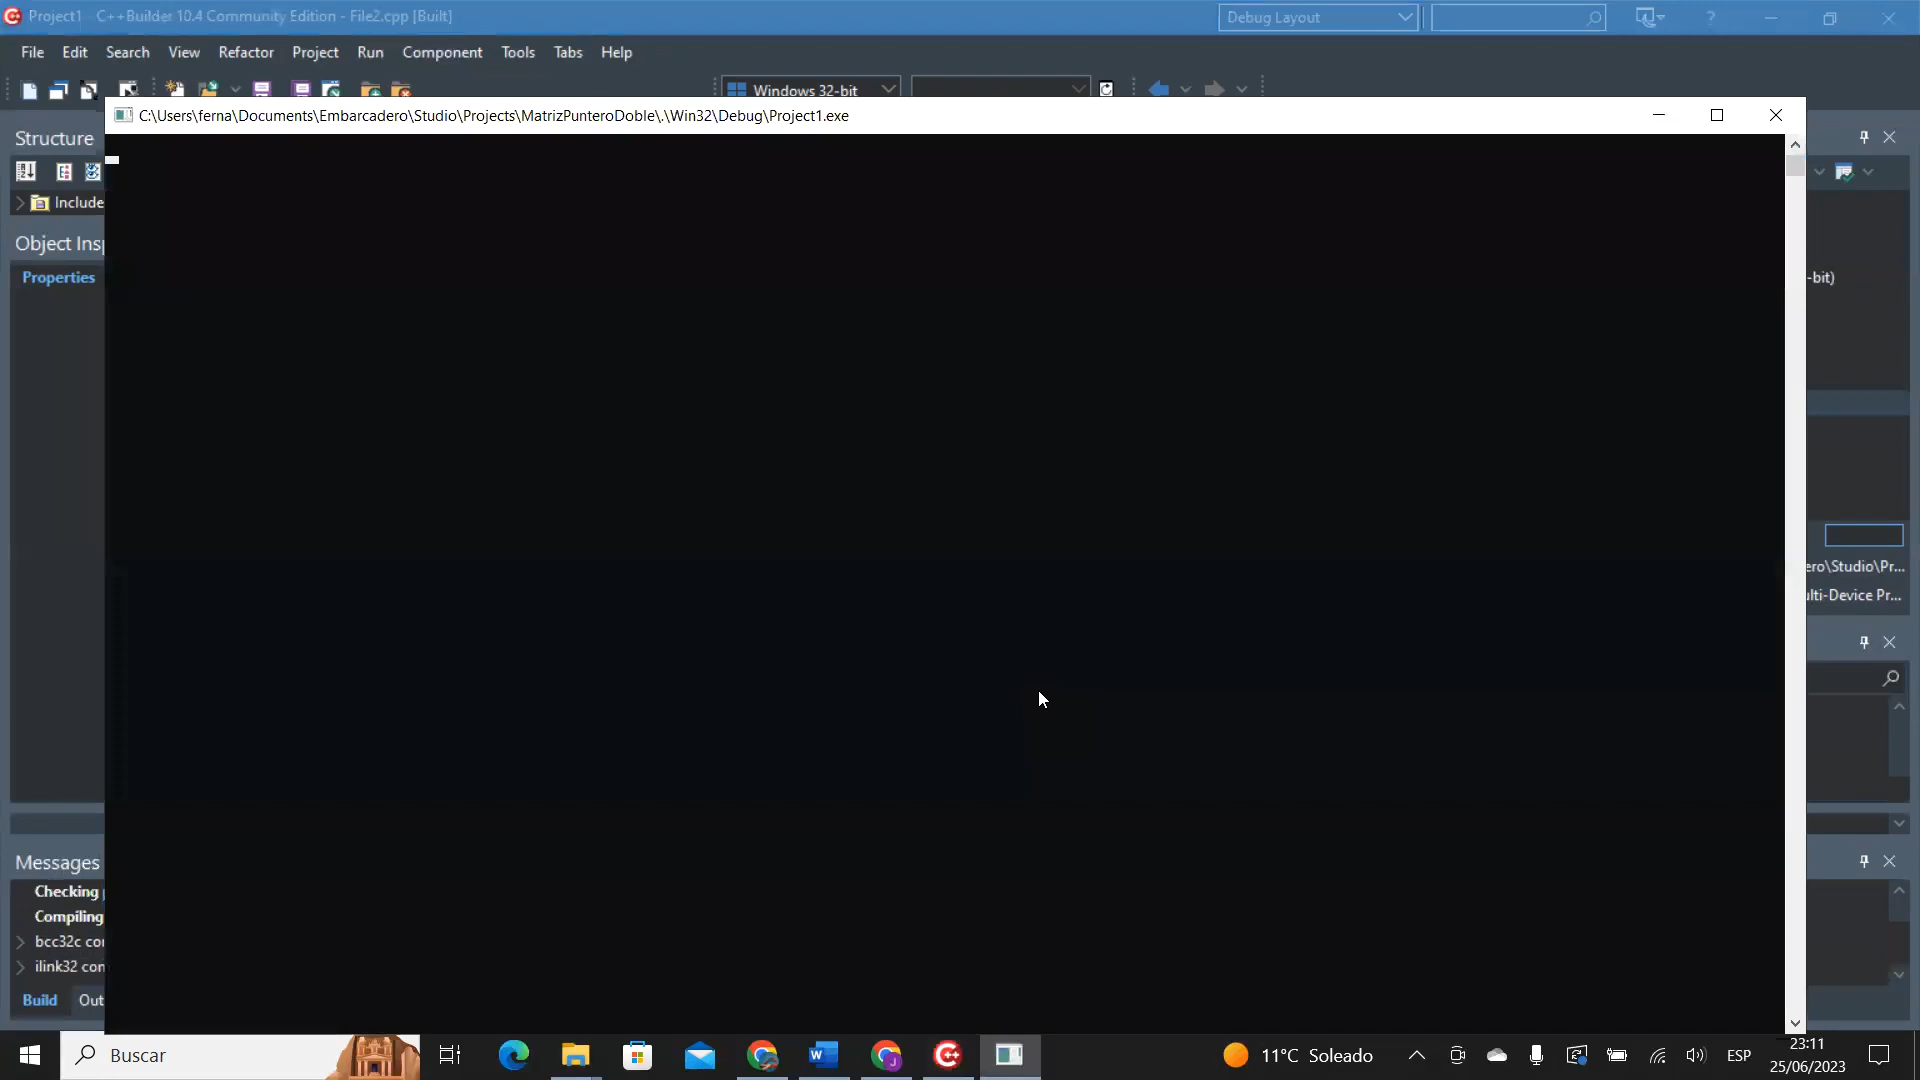 Project1 - C++Builder 10.4 Community Edition - File2.cpp [Built]
Debug Layout
?
File Edit Search View Refactor Project Run Component Tools Tabs Help
Windows 32-bit
C:\Users\ferna\Documents\Embarcadero\Studio\Projects\MatrizPunteroDoble\.\Win32\Debug\Project1.exe
Structure
Include
Object Insp
Properties
-bit)
ero\Studio\Pr...
ulti-Device Pr...
Messages
Checking
Compiling
bcc32c co
ilink32 con
Build Out
Buscar
11°C Soleado
ESP
23:11
25/06/2023